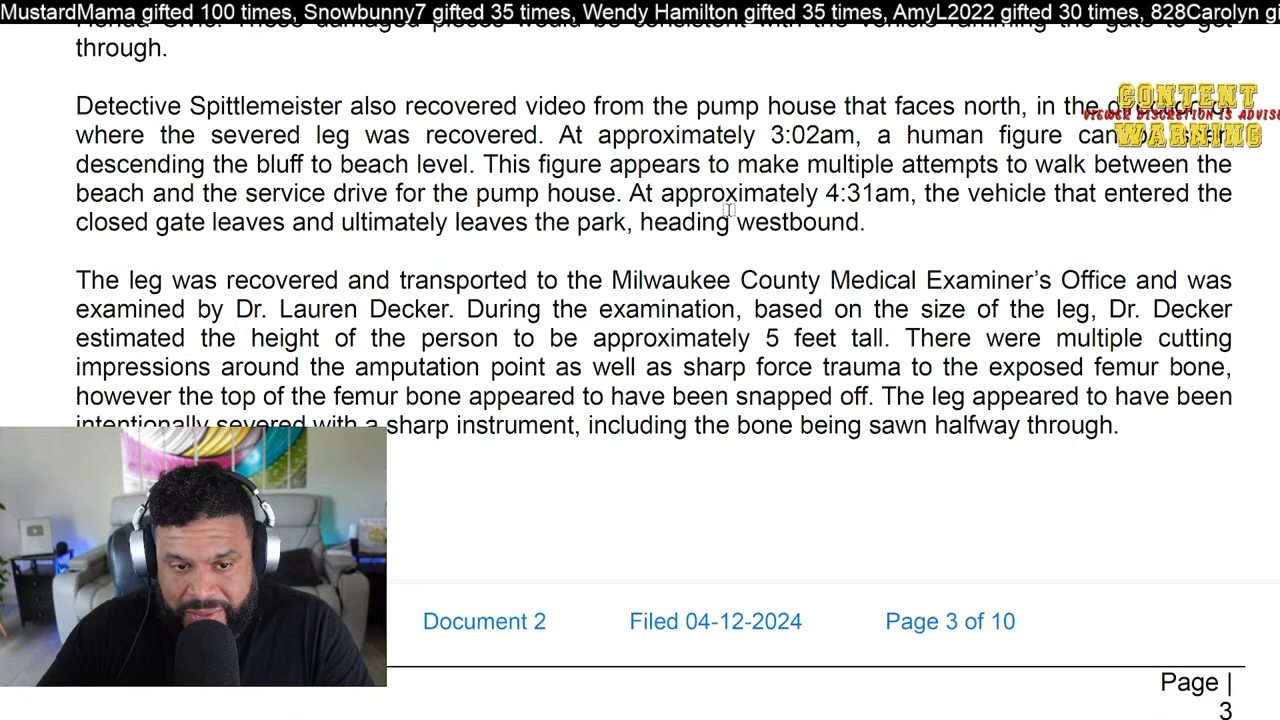 MustardMama gifted 100 times, Snowbunny7 gifted 35 times, Wendy Hamilton gifted 35 times, AmyL2022 gifted 30 times, 828Carolyn gi
through.
Detective Spittlemeister also recovered video from the pump house that faces north, in the
CONTENT
VIEWER DISCRETION IS ADVISE
WARNING
where the severed leg was recovered. At approximately 3:02am, a human figure can
descending the bluff to beach level. This figure appears to make multiple attempts to walk between the
beach and the service drive for the pump house. At approximately 4:31am, the vehicle that entered the
closed gate leaves and ultimately leaves the park, heading westbound.
The leg was recovered and transported to the Milwaukee County Medical Examiner's Office and was
examined by Dr. Lauren Decker. During the examination, based on the size of the leg, Dr. Decker
estimated the height of the person to be approximately 5 feet tall. There were multiple cutting
impressions around the amputation point as well as sharp force trauma to the exposed femur bone,
however the top of the femur bone appeared to have been snapped off. The leg appeared to have been
intentionally severed with a sharp instrument, including the bone being sawn halfway through.
Document 2 Filed 04-12-2024 Page 3 of 10
Page |
3